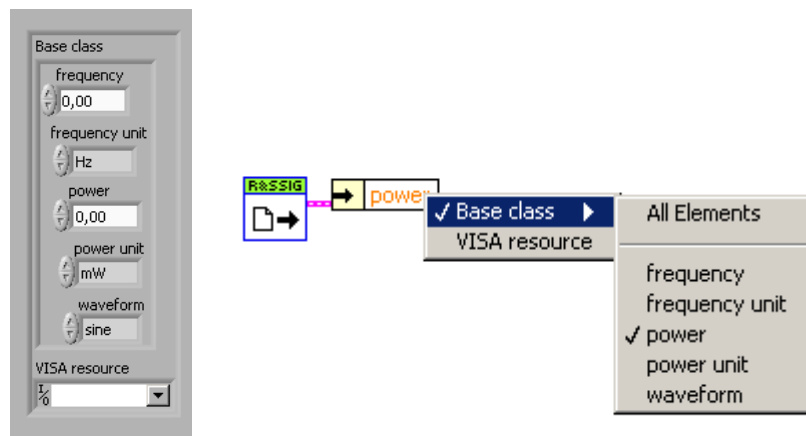 Base class
frequency
0,00
frequency unit
Hz
power
0,00
power unit
mW
waveform
sine
VISA resource
I/0
R&SSIG
power
✓ Base class
VISA resource
All Elements
frequency
frequency unit
✓ power
power unit
waveform